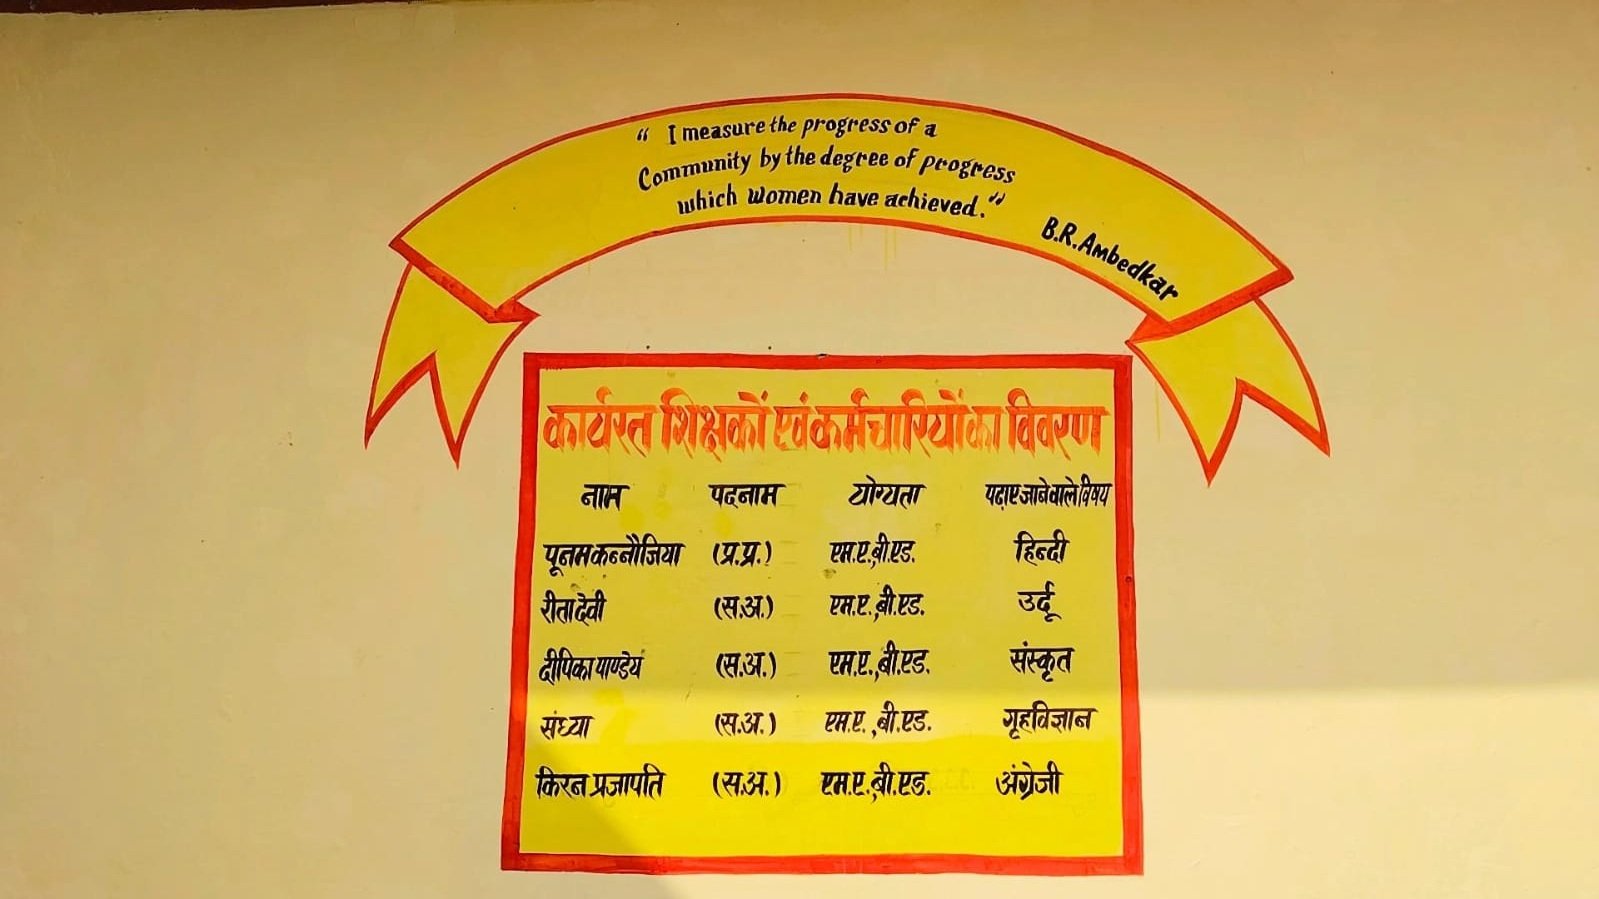 “ I measure the progress of a
Community by the degree of progress
which women have achieved.”
B.R. Ambedkar
कार्यरत शिक्षकों एवं कर्मचारियों का विवरण
नाम पदनाम योग्यता पढ़ाए जाने वाले विषय
पूनम कन्नौजिया (प्र.प्र.) एम.ए.,बी.एड. हिन्दी
रीता देवी (स.अ.) एम.ए.,बी.एड. उर्दू
दीपिका पाण्डेय (स.अ.) एम.ए.,बी.एड. संस्कृत
संध्या (स.अ.) एम.ए.,बी.एड. गृहविज्ञान
किरन प्रजापति (स.अ.) एम.ए.,बी.एड. अंग्रेजी